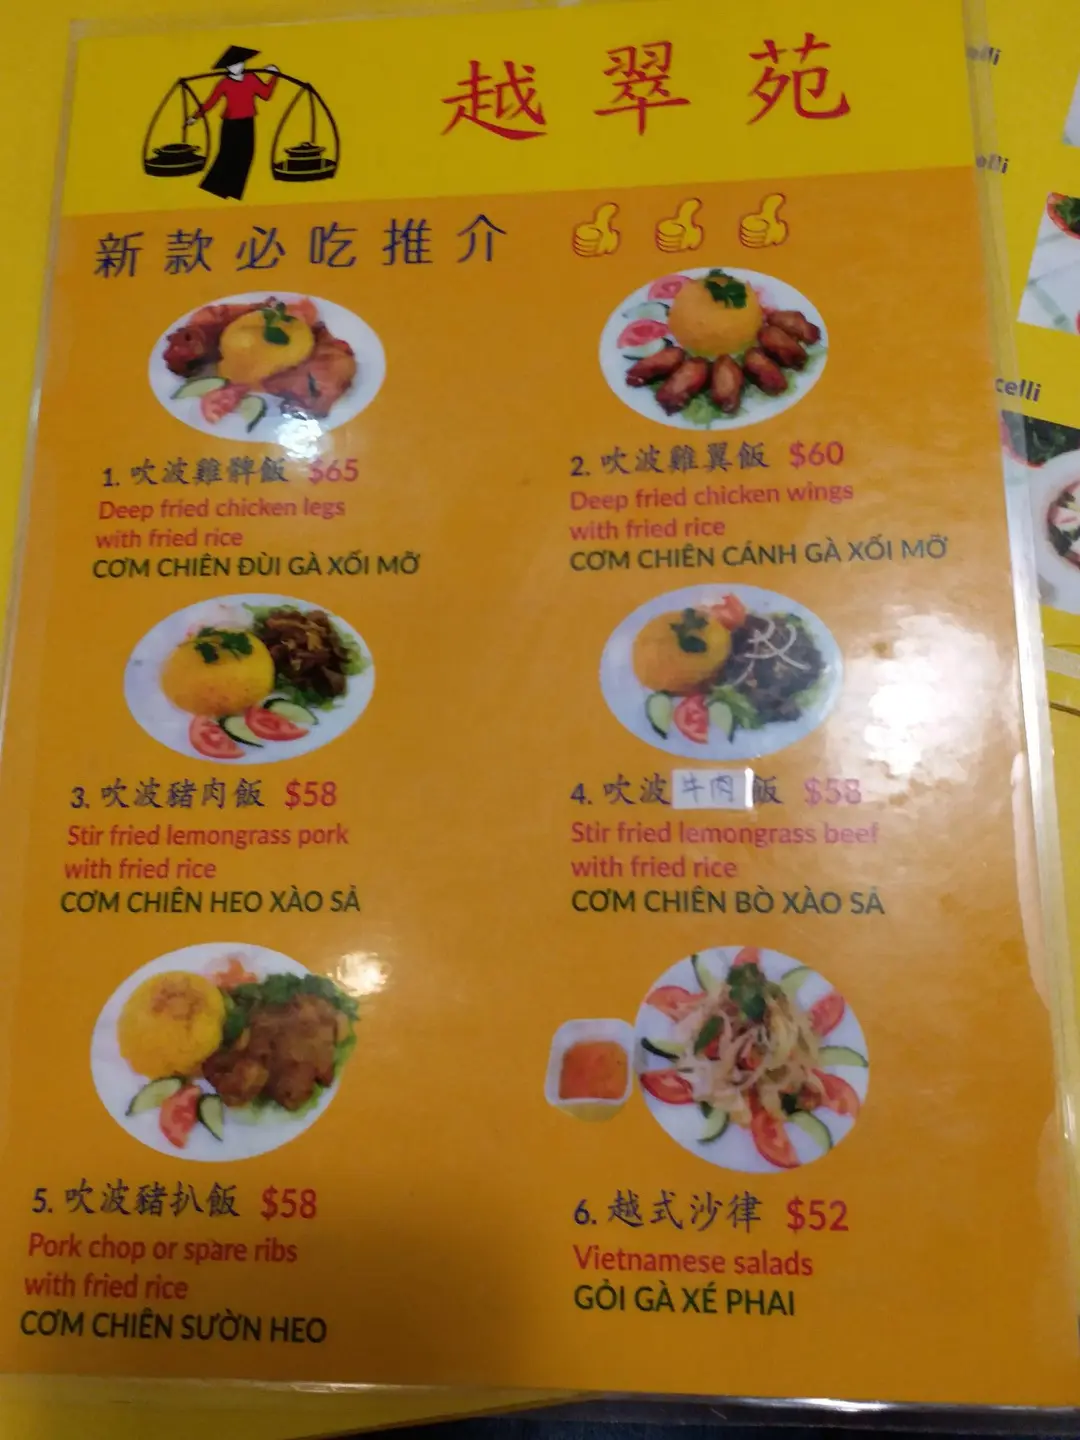 越翠苑
新款必吃推介
1. 吹波雞髀飯 $65
Deep fried chicken legs
with fried rice
CƠM CHIÊN ĐÙI GÀ XỐI MỠ
2. 吹波雞翼飯 $60
Deep fried chicken wings
with fried rice
CƠM CHIÊN CÁNH GÀ XỐI MỠ
3. 吹波豬肉飯 $58
Stir fried lemongrass pork
with fried rice
CƠM CHIÊN HEO XÀO SẢ
4. 吹波牛肉飯 $58
Stir fried lemongrass beef
with fried rice
CƠM CHIÊN BÒ XÀO SẢ
5. 吹波豬扒飯 $58
Pork chop or spare ribs
with fried rice
CƠM CHIÊN SƯỜN HEO
6. 越式沙律 $52
Vietnamese salads
GỎI GÀ XÉ PHAI
celli